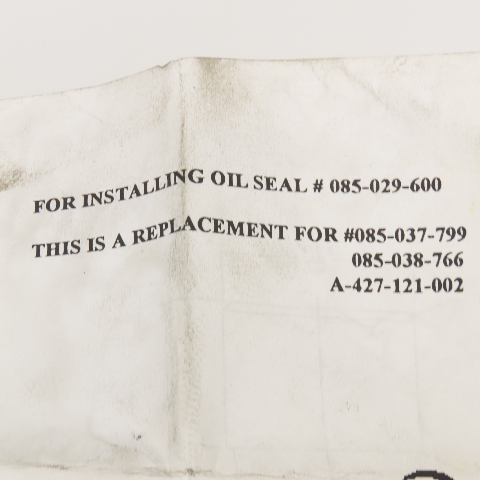 FOR INSTALLING OIL SEAL # 085-029-600
THIS IS A REPLACEMENT FOR #085-037-799
085-038-766
A-427-121-002